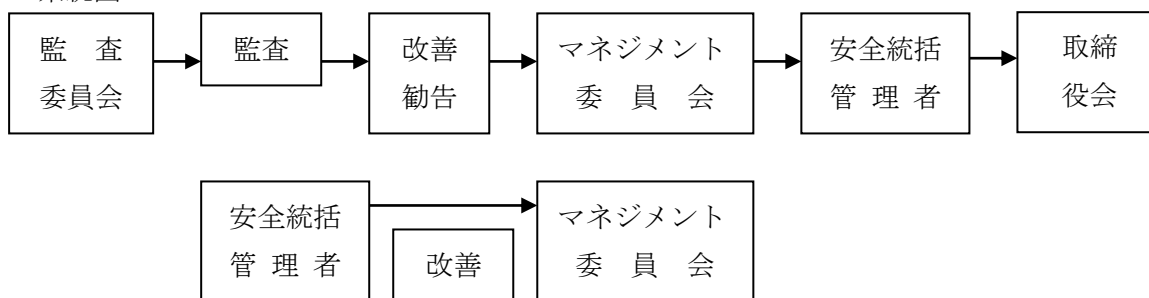 監 査
委員会
監査
改善
勧告
マネジメント
委 員 会
安全統括
管 理 者
取締
役会
安全統括
管 理 者
改善
マネジメント
委 員 会